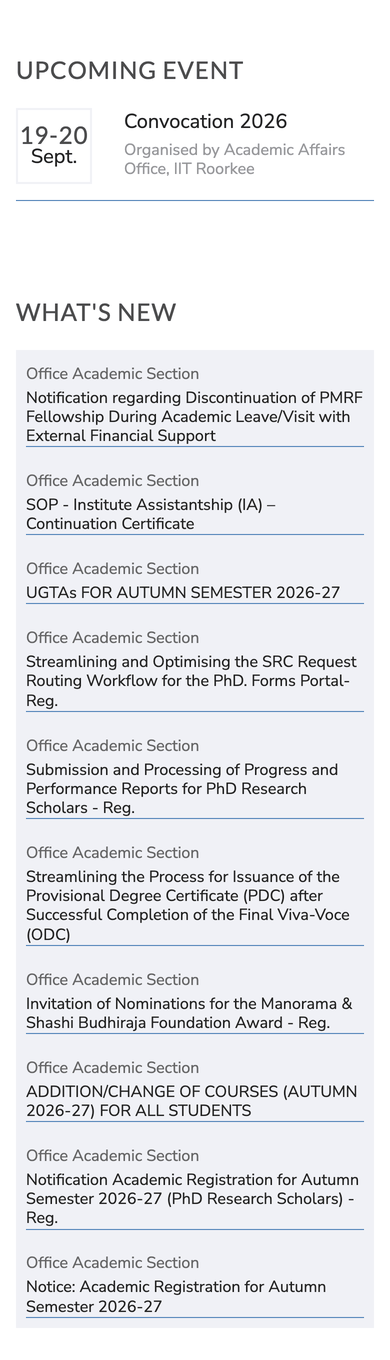 UPCOMING EVENT
19-20
Sept.
Convocation 2026
Organised by Academic Affairs
Office, IIT Roorkee
WHAT'S NEW
Office Academic Section
Notification regarding Discontinuation of PMRF
Fellowship During Academic Leave/Visit with
External Financial Support
Office Academic Section
SOP - Institute Assistantship (IA) –
Continuation Certificate
Office Academic Section
UGTAs FOR AUTUMN SEMESTER 2026-27
Office Academic Section
Streamlining and Optimising the SRC Request
Routing Workflow for the PhD. Forms Portal-
Reg.
Office Academic Section
Submission and Processing of Progress and
Performance Reports for PhD Research
Scholars - Reg.
Office Academic Section
Streamlining the Process for Issuance of the
Provisional Degree Certificate (PDC) after
Successful Completion of the Final Viva-Voce
(ODC)
Office Academic Section
Invitation of Nominations for the Manorama &
Shashi Budhiraja Foundation Award - Reg.
Office Academic Section
ADDITION/CHANGE OF COURSES (AUTUMN
2026-27) FOR ALL STUDENTS
Office Academic Section
Notification Academic Registration for Autumn
Semester 2026-27 (PhD Research Scholars) -
Reg.
Office Academic Section
Notice: Academic Registration for Autumn
Semester 2026-27